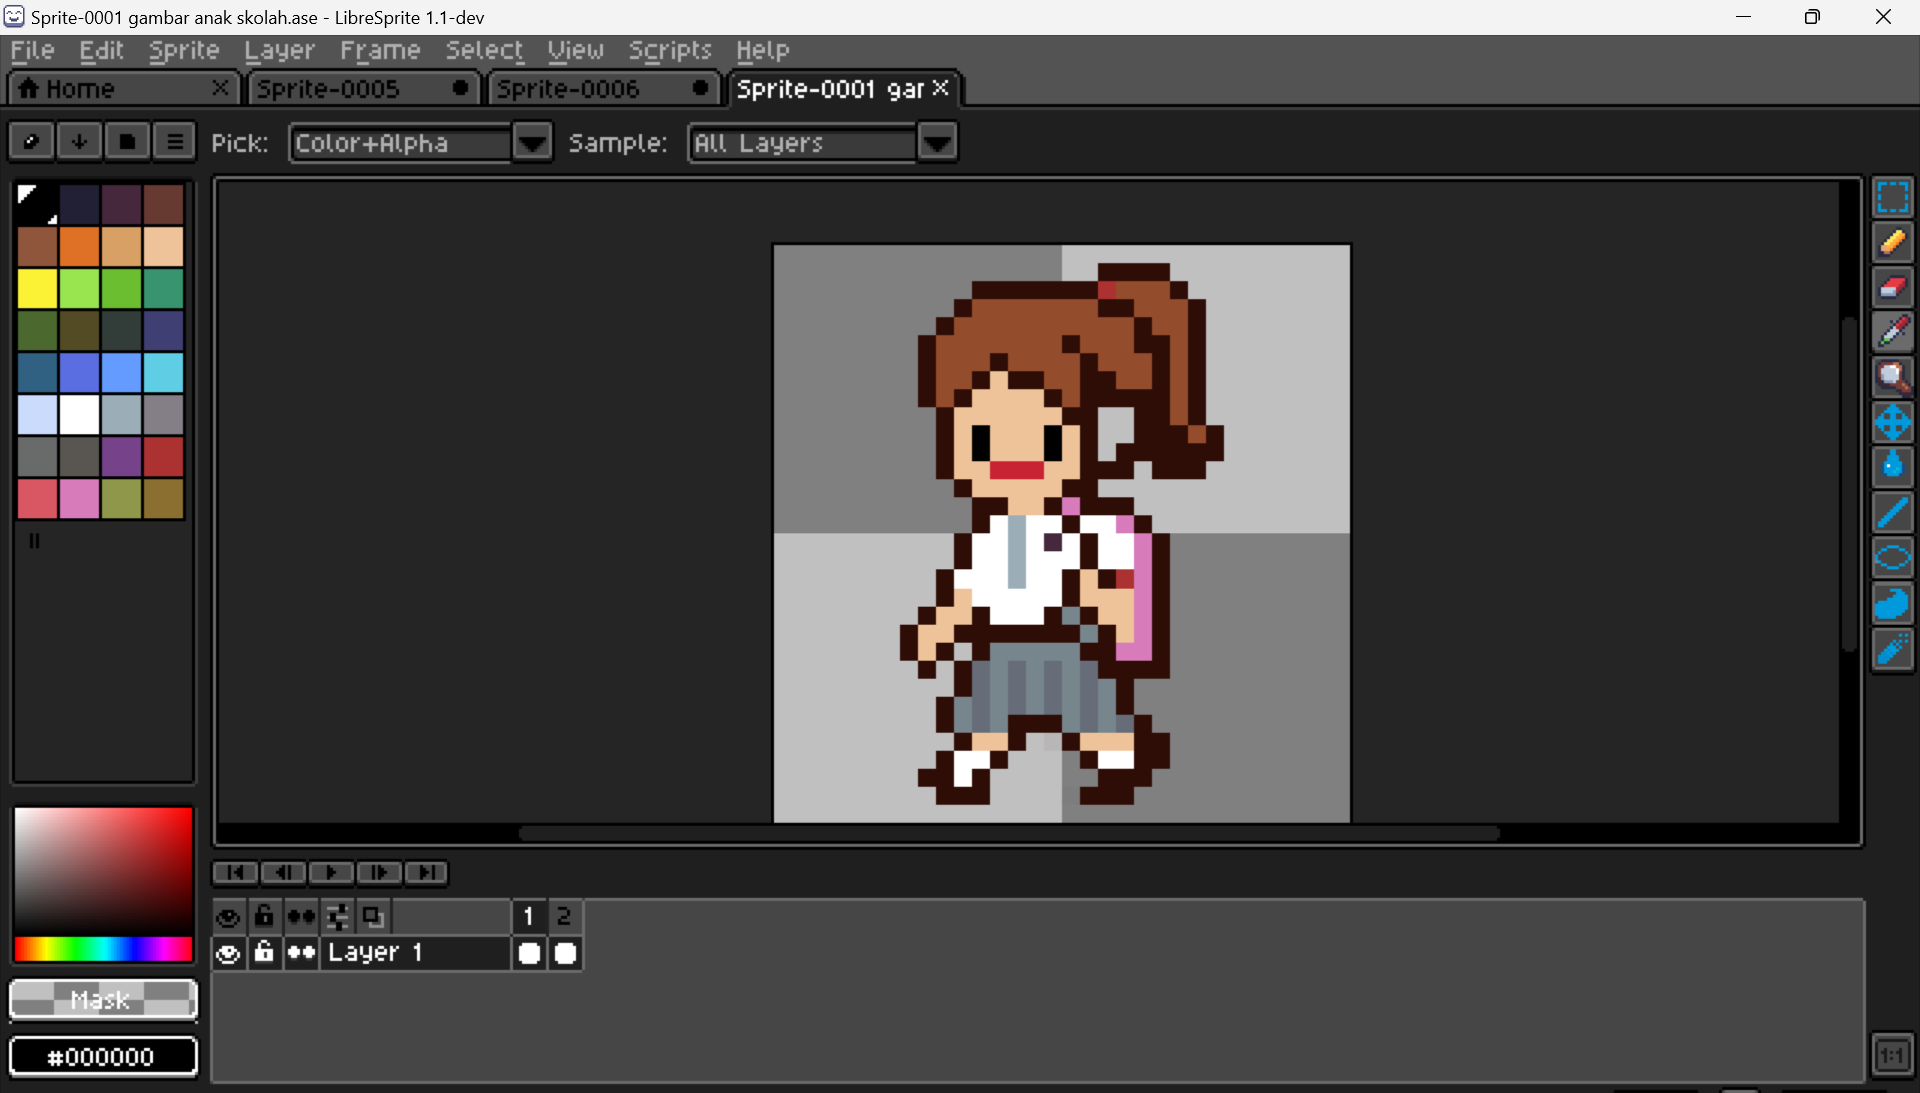 Sprite-0001 gambar anak skolah.ase - LibreSprite 1.1-dev
File Edit Sprite Layer Frame Select View Scripts Help
Home Sprite-0005 Sprite-0006 Sprite-0001 gar
Pick: Color+Alpha Sample: All Layers
1 2
Layer 1
Mask
#000000
1:1